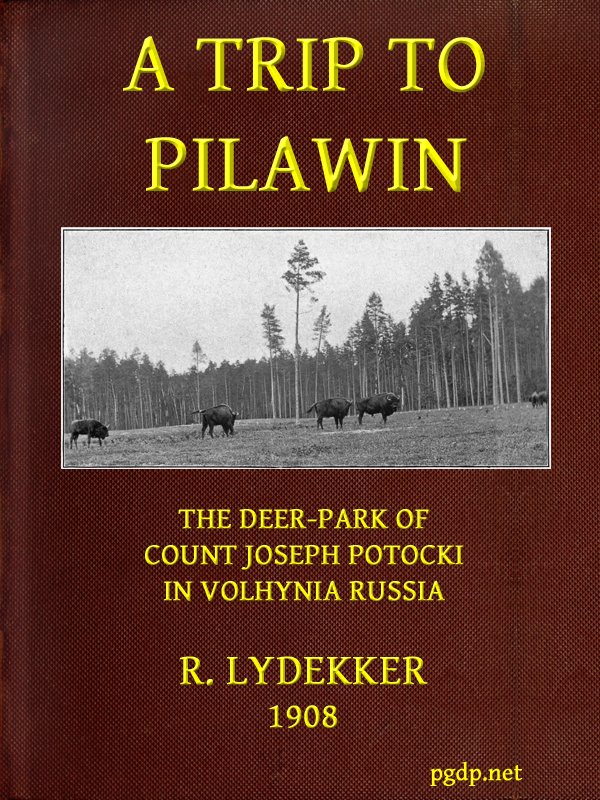 A TRIP TO
PILAWIN
THE DEER-PARK OF
COUNT JOSEPH POTOCKI
IN VOLHYNIA RUSSIA
R. LYDEKKER
1908
pgdp.net